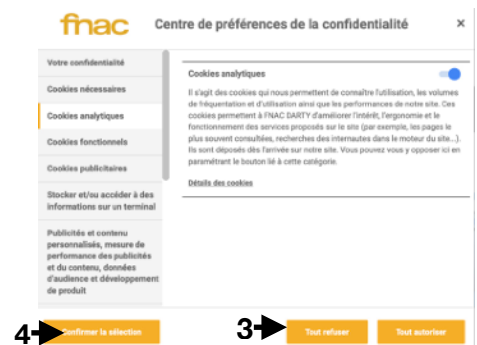 fnac
Centre de préférences de la confidentialité
×
Votre confidentialité
Cookies nécessaires
Cookies analytiques
Cookies fonctionnels
Cookies publicitaires
Stocker et/ou accéder à des
informations sur un terminal
Publicités et contenu
personnalisés, mesure de
performance des publicités
et du contenu, données
d'audience et développement
de produit
Cookies analytiques
Il s'agit des cookies qui nous permettent de connaître l'utilisation, les volumes
de fréquentation et d'utilisation ainsi que les performances de notre site. Ces
cookies permettent à FNAC DARTY d'améliorer l'intérêt, l'ergonomie et le
fonctionnement des services proposés sur le site (par exemple, les pages le
plus souvent consultées, recherches des internautes dans le moteur du site...).
Ils sont déposés dès l'arrivée sur notre site. Vous pouvez vous y opposer ici en
paramétrant le bouton lié à cette catégorie.
Détails des cookies
4
Confirmer la sélection
3
Tout refuser
Tout autoriser